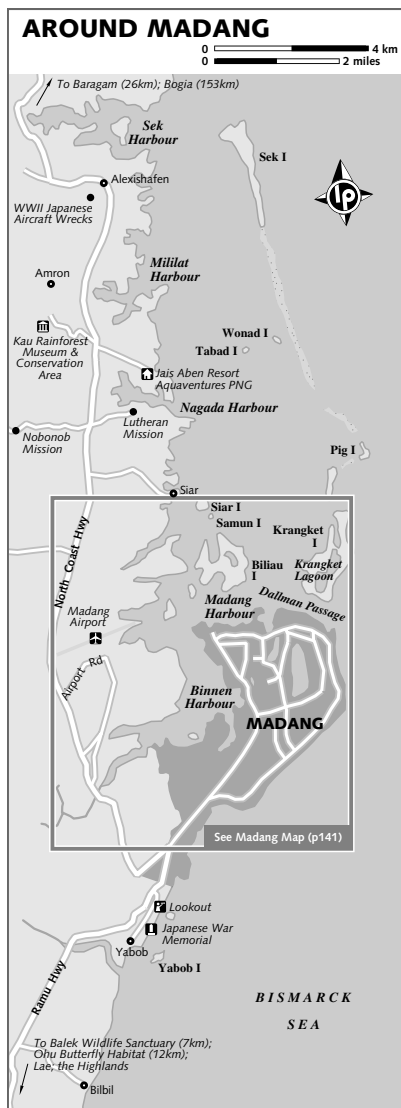 AROUND MADANG
0 4 km
0 2 miles
To Baragam (26km); Bogia (153km)
Sek
Harbour
Sek I
Alexishafen
WWII Japanese
Aircraft Wrecks
lp
Mililat
Harbour
Amron
Wonad I
Tabad I
Kau Rainforest
Museum &
Conservation
Area
Jais Aben Resort
Aquaventures PNG
Nagada Harbour
Lutheran
Mission
Nobonob
Mission
Pig I
Siar
Siar I
Samun I
Krangket
I
North Coast Hwy
Biliau
I
Krangket
Lagoon
Madang
Harbour
Dallman Passage
Madang
Airport
Airport Rd
Binnen
Harbour
MADANG
See Madang Map (p141)
Lookout
Japanese War
Memorial
Yabob
Yabob I
Ramu Hwy
BISMARCK
SEA
To Balek Wildlife Sanctuary (7km);
Ohu Butterfly Habitat (12km);
Lae; the Highlands
Bilbil